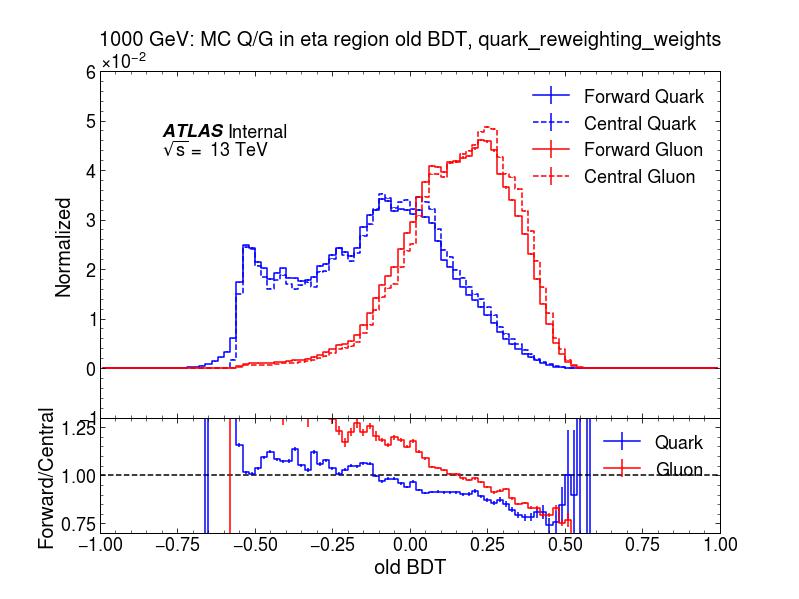 1000 GeV: MC Q/G in eta region old BDT, quark_reweighting_weights
×10⁻²
6
5
4
3
2
1
0
1
Normalized
ATLAS Internal
√s = 13 TeV
Forward Quark
Central Quark
Forward Gluon
Central Gluon
1.25
1.00
0.75
Forward/Central
Quark
Gluon
−1.00 −0.75 −0.50 −0.25 0.00 0.25 0.50 0.75 1.00
old BDT